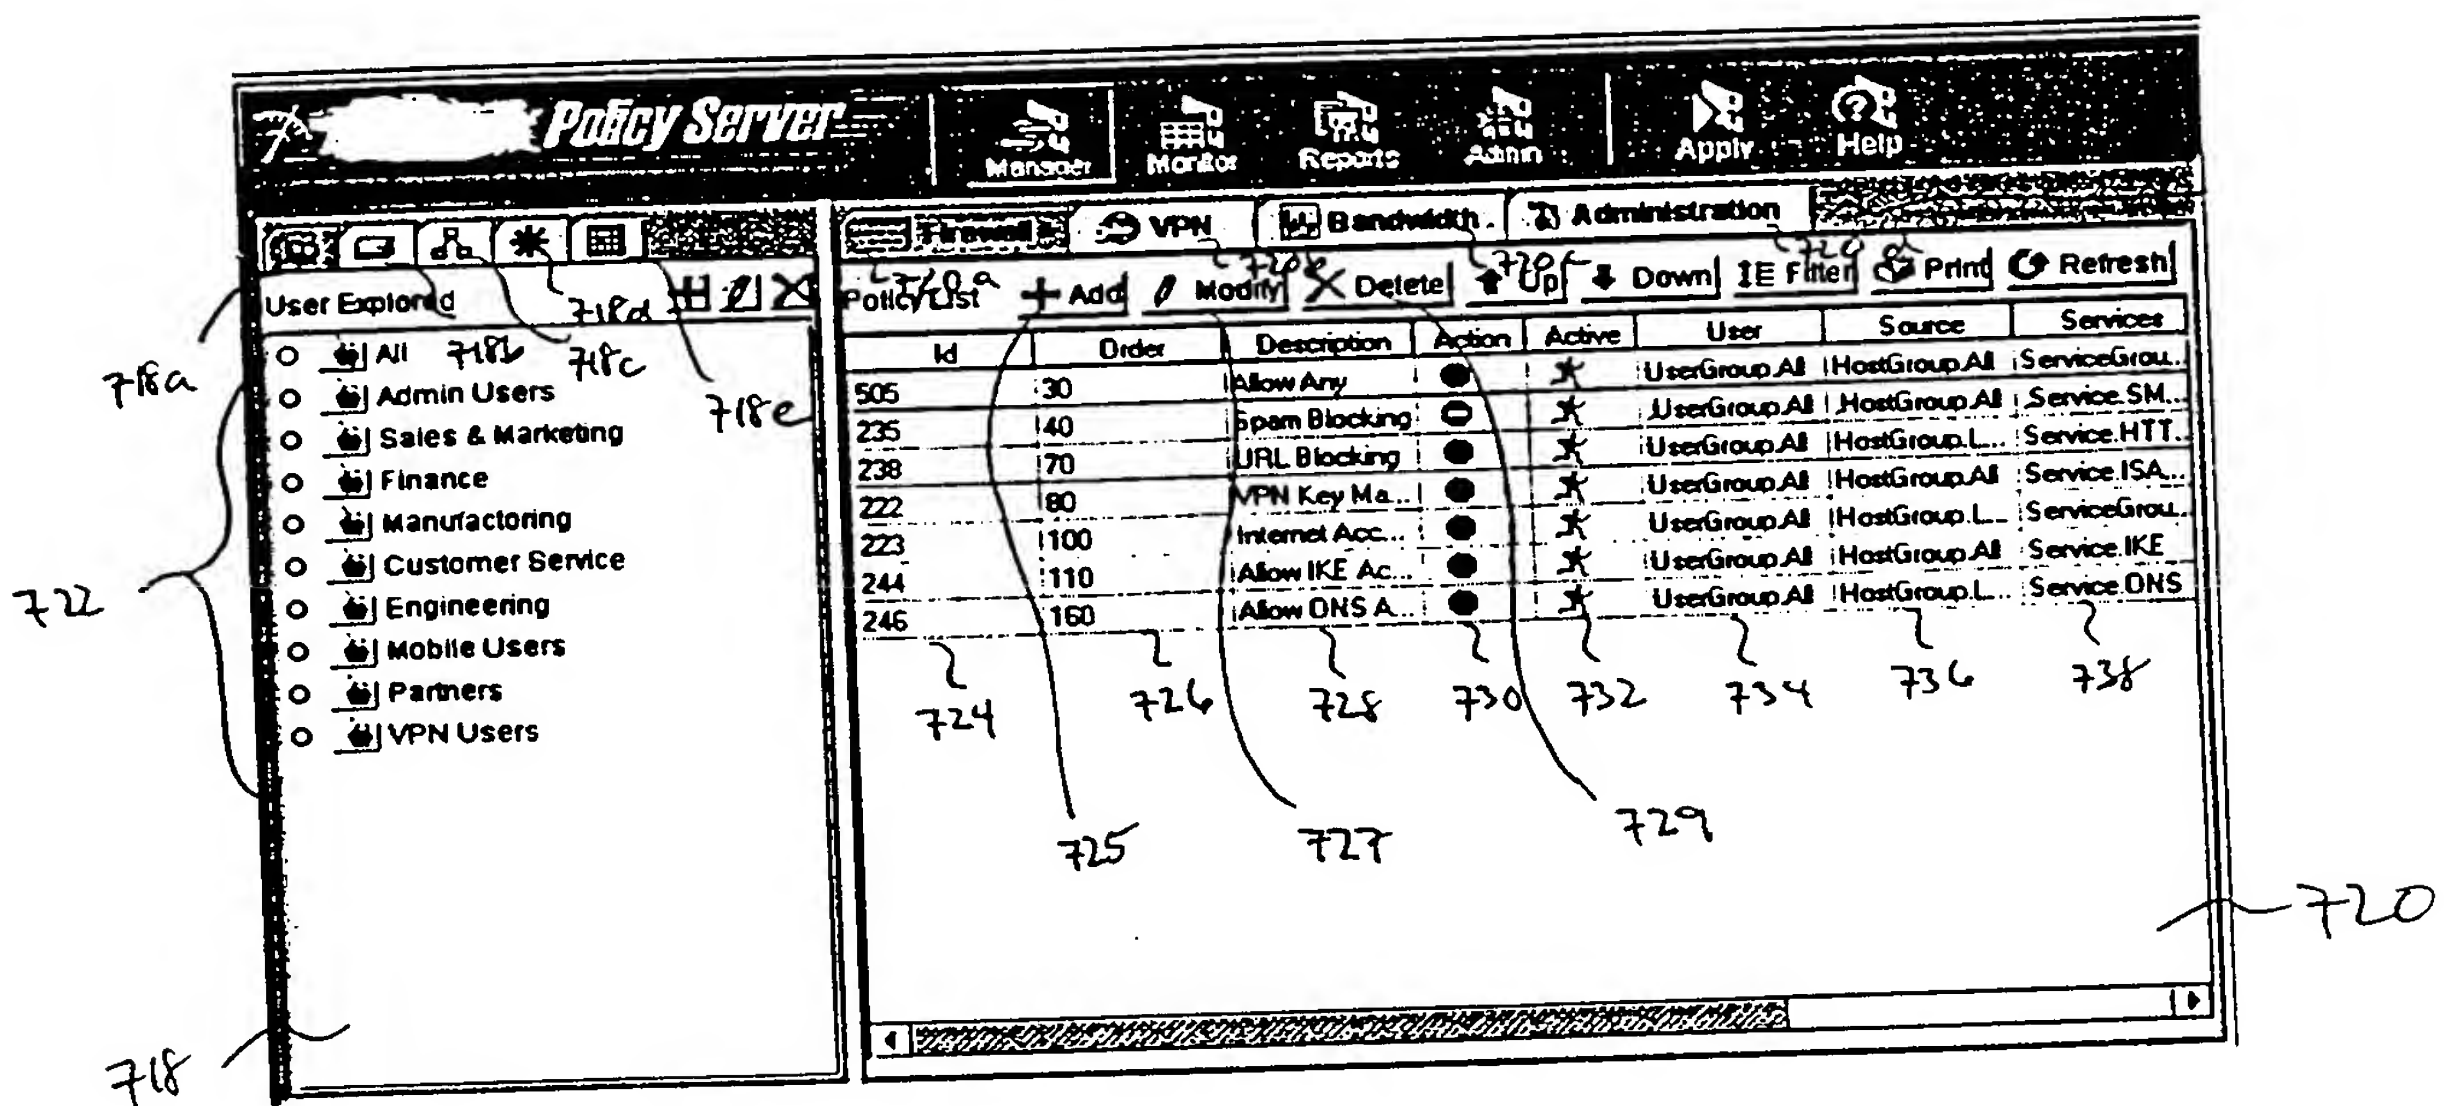 Policy Server
Manager Monitor Reports Admin Apply Help
Firewall VPN Bandwidth Administration
720a 720c 720d
User Explored 718d
Policy List Add Modify Delete Up Down Filter Print Refresh
Id Order Description Action Active User Source Services
718a
All 718b 718c
Admin Users 718e
Sales & Marketing
Finance
Manufactoring
Customer Service
Engineering
Mobile Users
Partners
VPN Users
722
505 30 Allow Any UserGroup.All HostGroup.All ServiceGrou...
235 40 Spam Blocking UserGroup.All HostGroup.All Service.SM...
238 70 URL Blocking UserGroup.All HostGroup.L... Service.HTT...
222 80 VPN Key Ma... UserGroup.All HostGroup.All Service.ISA...
223 100 Internet Acc... UserGroup.All HostGroup.L... ServiceGrou...
244 110 Allow IKE Ac... UserGroup.All HostGroup.All Service.IKE
246 160 Allow DNS A... UserGroup.All HostGroup.L... Service.DNS
724 726 728 730 732 734 736 738
725 727 729
720
718